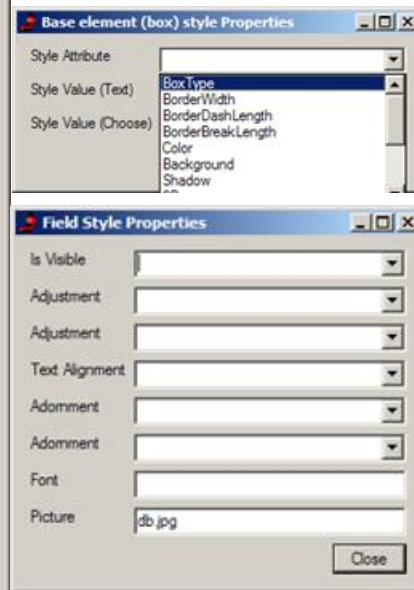 Base element (box) style Properties
Style Attribute
Style Value (Text)
Style Value (Choose)
BoxType
BorderWidth
BorderDashLength
BorderBreakLength
Color
Background
Shadow
Field Style Properties
Is Visible
Adjustment
Adjustment
Text Alignment
Adornment
Adornment
Font
Picture db.jpg
Close